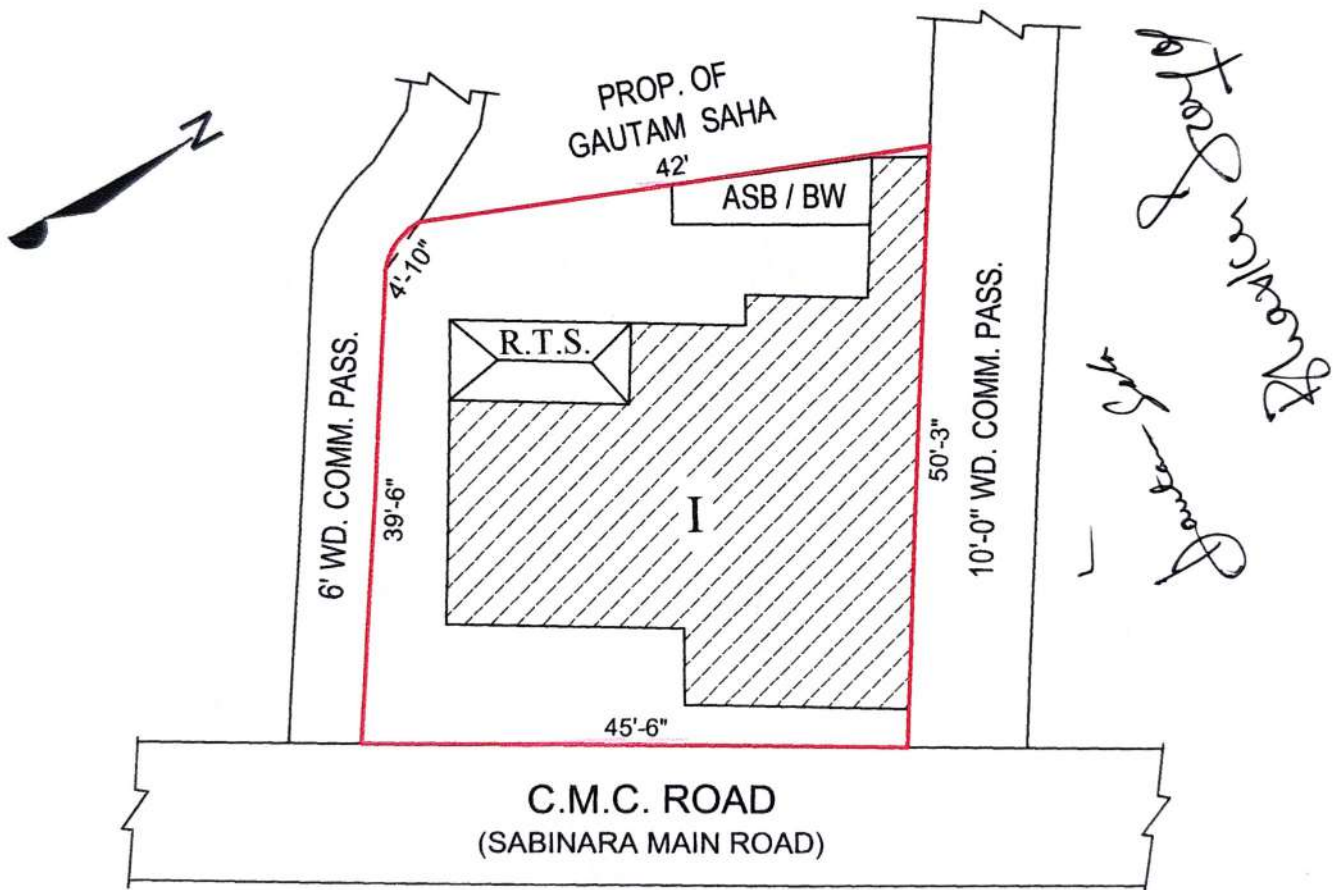 N
PROP. OF
GAUTAM SAHA
42'
ASB / BW
4'-10"
R.T.S.
6' WD. COMM. PASS.
39'-6"
I
50'-3"
10'-0" WD. COMM. PASS.
45'-6"
C.M.C. ROAD
(SABINARA MAIN ROAD)